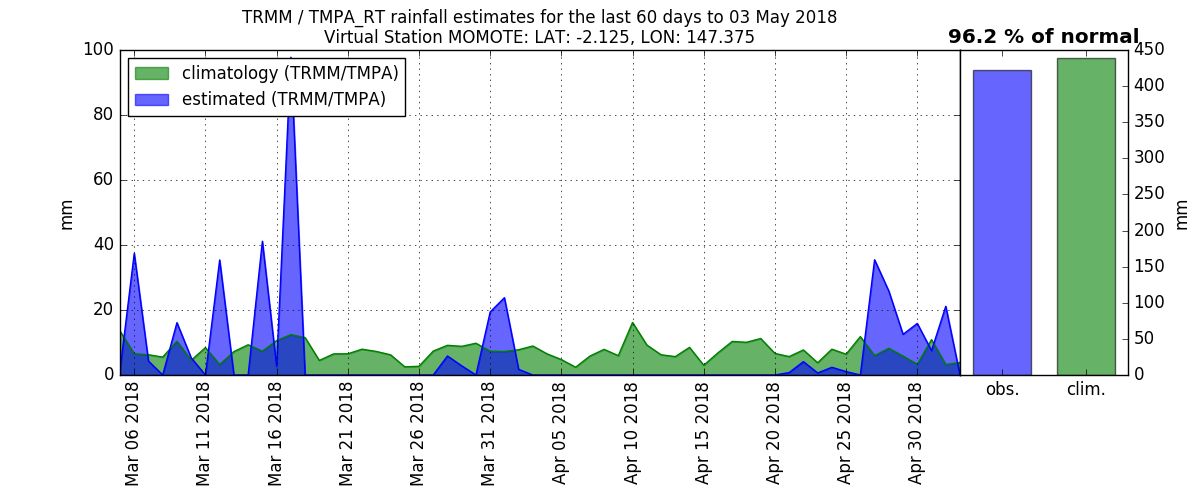 TRMM / TMPA_RT rainfall estimates for the last 60 days to 03 May 2018
Virtual Station MOMOTE: LAT: -2.125, LON: 147.375
96.2 % of normal
climatology (TRMM/TMPA)
estimated (TRMM/TMPA)
100
80
60
40
20
0
mm
Mar 06 2018
Mar 11 2018
Mar 16 2018
Mar 21 2018
Mar 26 2018
Mar 31 2018
Apr 05 2018
Apr 10 2018
Apr 15 2018
Apr 20 2018
Apr 25 2018
Apr 30 2018
obs.
clim.
450
400
350
300
250
200
150
100
50
0
mm